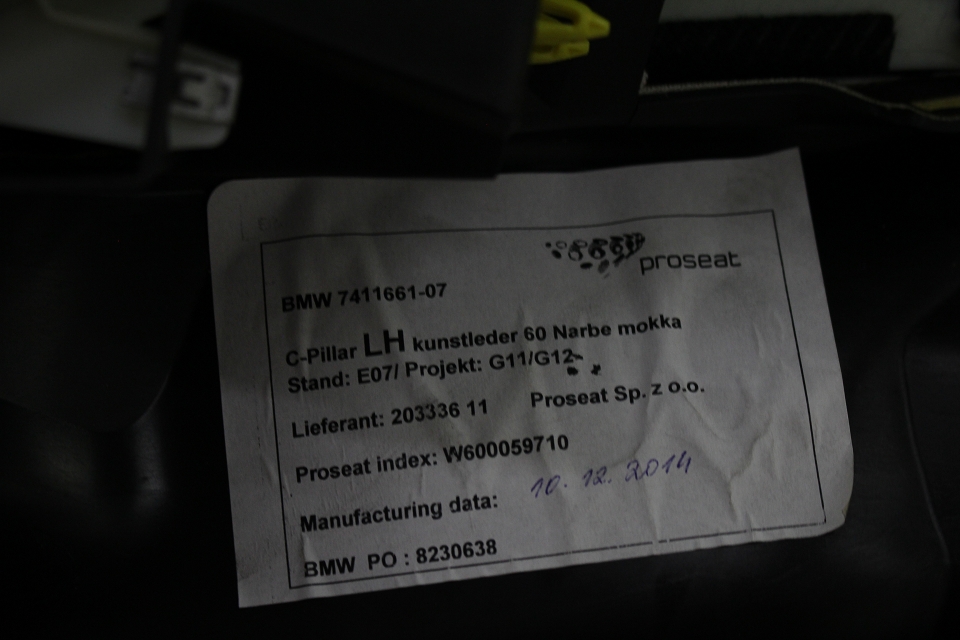 proseat
BMW 7411661-07
C-Pillar LH kunstleder 60 Narbe mokka
Stand: E07/ Projekt: G11/G12
Lieferant: 203336 11 Proseat Sp. z o.o.
Proseat index: W600059710
Manufacturing data: 10. 12. 2014
BMW PO : 8230638